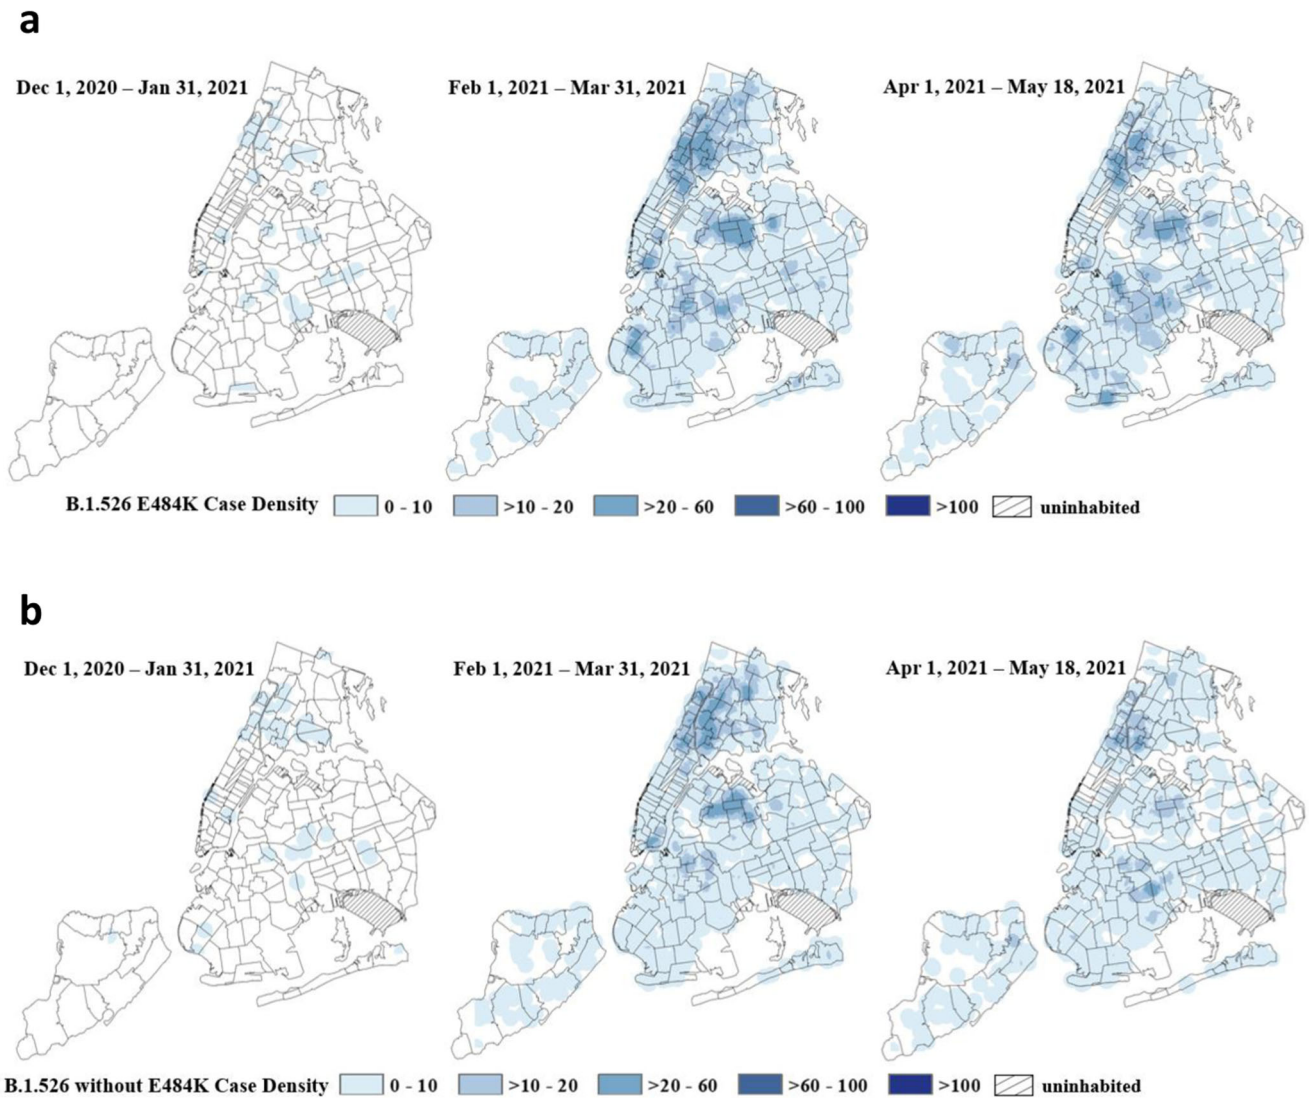 a
Dec 1, 2020 – Jan 31, 2021
Feb 1, 2021 – Mar 31, 2021
Apr 1, 2021 – May 18, 2021
B.1.526 E484K Case Density 0 - 10 >10 - 20 >20 - 60 >60 - 100 >100 uninhabited
b
Dec 1, 2020 – Jan 31, 2021
Feb 1, 2021 – Mar 31, 2021
Apr 1, 2021 – May 18, 2021
B.1.526 without E484K Case Density 0 - 10 >10 - 20 >20 - 60 >60 - 100 >100 uninhabited